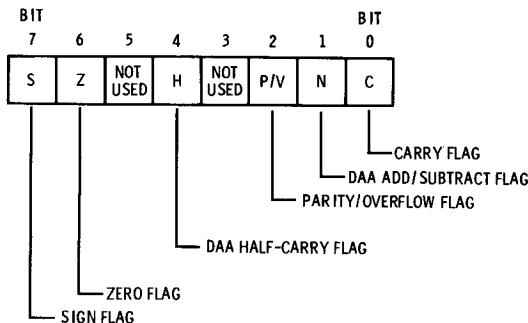 BIT BIT
7 6 5 4 3 2 1 0
S Z NOT USED H NOT USED P/V N C
CARRY FLAG
DAA ADD/SUBTRACT FLAG
PARITY/OVERFLOW FLAG
DAA HALF-CARRY FLAG
ZERO FLAG
SIGN FLAG